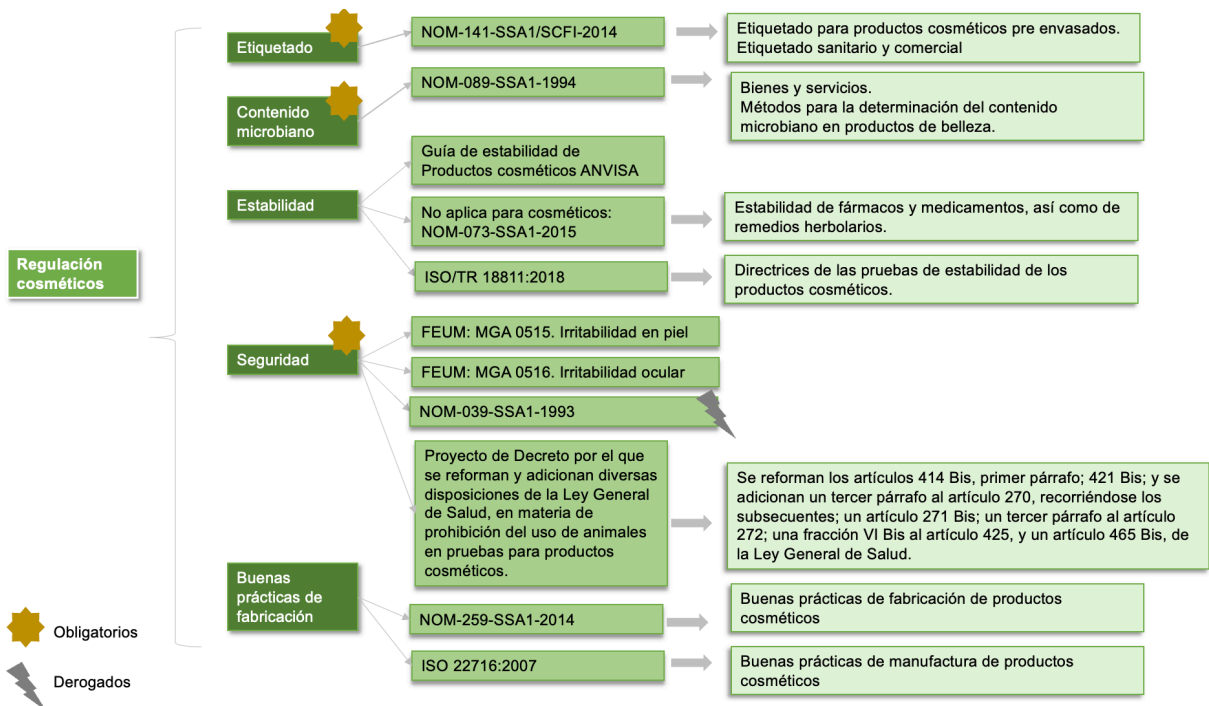 Regulación
cosméticos
Etiquetado
NOM-141-SSA1/SCFI-2014
Etiquetado para productos cosméticos pre envasados.
Etiquetado sanitario y comercial
Contenido
microbiano
NOM-089-SSA1-1994
Bienes y servicios.
Métodos para la determinación del contenido
microbiano en productos de belleza.
Estabilidad
Guía de estabilidad de
Productos cosméticos ANVISA
No aplica para cosméticos:
NOM-073-SSA1-2015
Estabilidad de fármacos y medicamentos, así como de
remedios herbolarios.
ISO/TR 18811:2018
Directrices de las pruebas de estabilidad de los
productos cosméticos.
Seguridad
FEUM: MGA 0515. Irritabilidad en piel
FEUM: MGA 0516. Irritabilidad ocular
NOM-039-SSA1-1993
Proyecto de Decreto por el que
se reforman y adicionan diversas
disposiciones de la Ley General
de Salud, en materia de
prohibición del uso de animales
en pruebas para productos
cosméticos.
Se reforman los artículos 414 Bis, primer párrafo; 421 Bis; y se
adicionan un tercer párrafo al artículo 270, recorriéndose los
subsecuentes; un artículo 271 Bis; un tercer párrafo al artículo
272; una fracción VI Bis al artículo 425, y un artículo 465 Bis, de
la Ley General de Salud.
Buenas
prácticas de
fabricación
NOM-259-SSA1-2014
Buenas prácticas de fabricación de productos
cosméticos
ISO 22716:2007
Buenas prácticas de manufactura de productos
cosméticos
Obligatorios
Derogados